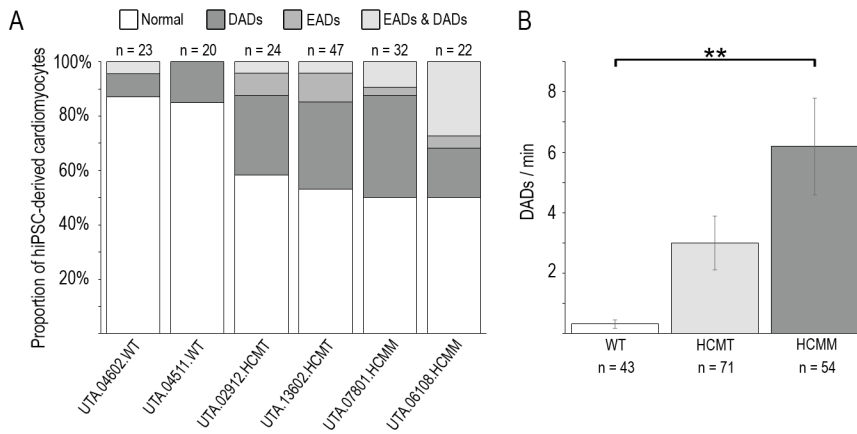 A
Normal DADs EADs EADs & DADs
n = 23 n = 20 n = 24 n = 47 n = 32 n = 22
Proportion of hiPSC-derived cardiomyocytes
100%
80%
60%
40%
20%
UTA.04602.WT
UTA.04511.WT
UTA.02912.HCMT
UTA.13602.HCMT
UTA.07801.HCMM
UTA.06108.HCMM
B
**
DADs / min
8
6
4
2
WT HCMT HCMM
n = 43 n = 71 n = 54